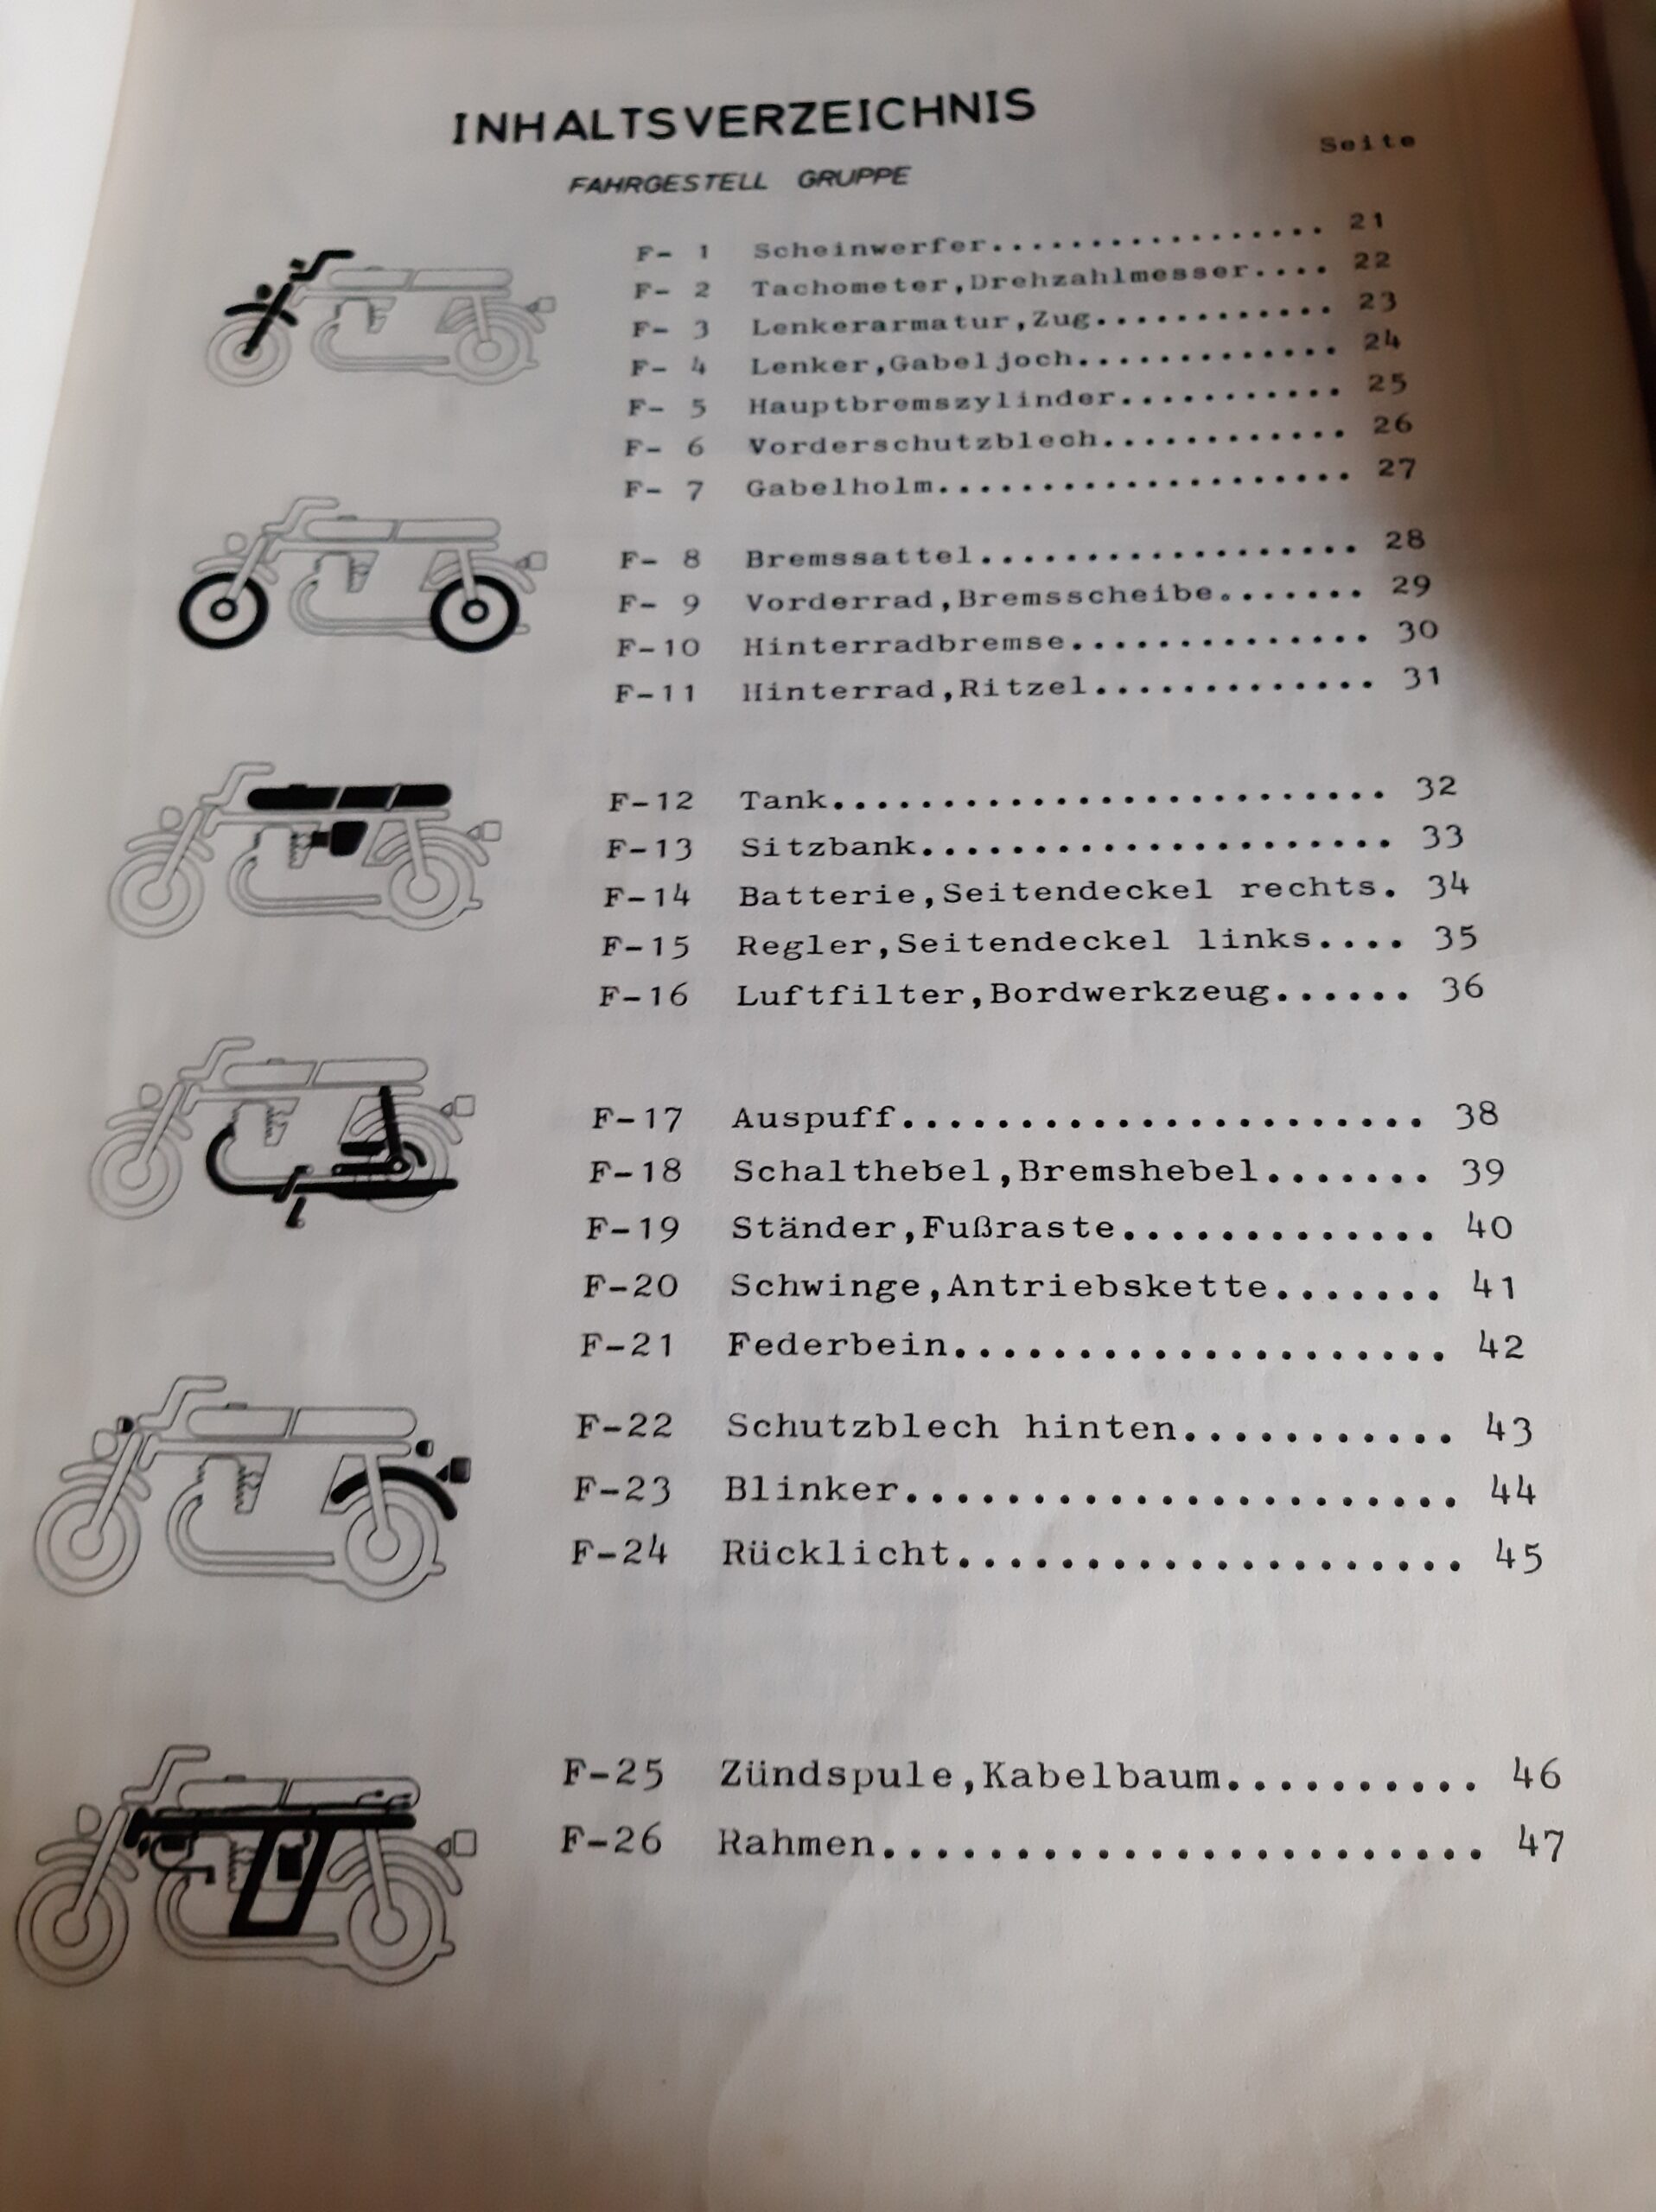 INHALTSVERZEICHNIS
Seite
FAHRGESTELL GRUPPE
F- 1 Scheinwerfer................. 21
F- 2 Tachometer,Drehzahlmesser.... 22
F- 3 Lenkerarmatur,Zug............ 23
F- 4 Lenker,Gabeljoch............. 24
F- 5 Hauptbremszylinder........... 25
F- 6 Vorderschutzblech............ 26
F- 7 Gabelholm.................... 27
F- 8 Bremssattel.................. 28
F- 9 Vorderrad,Bremsscheibe....... 29
F-10 Hinterradbremse.............. 30
F-11 Hinterrad,Ritzel............. 31
F-12 Tank......................... 32
F-13 Sitzbank..................... 33
F-14 Batterie,Seitendeckel rechts. 34
F-15 Regler,Seitendeckel links.... 35
F-16 Luftfilter,Bordwerkzeug...... 36
F-17 Auspuff...................... 38
F-18 Schalthebel,Bremshebel....... 39
F-19 Ständer,Fußraste............. 40
F-20 Schwinge,Antriebskette....... 41
F-21 Federbein.................... 42
F-22 Schutzblech hinten........... 43
F-23 Blinker...................... 44
F-24 Rücklicht.................... 45
F-25 Zündspule,Kabelbaum.......... 46
F-26 Rahmen....................... 47